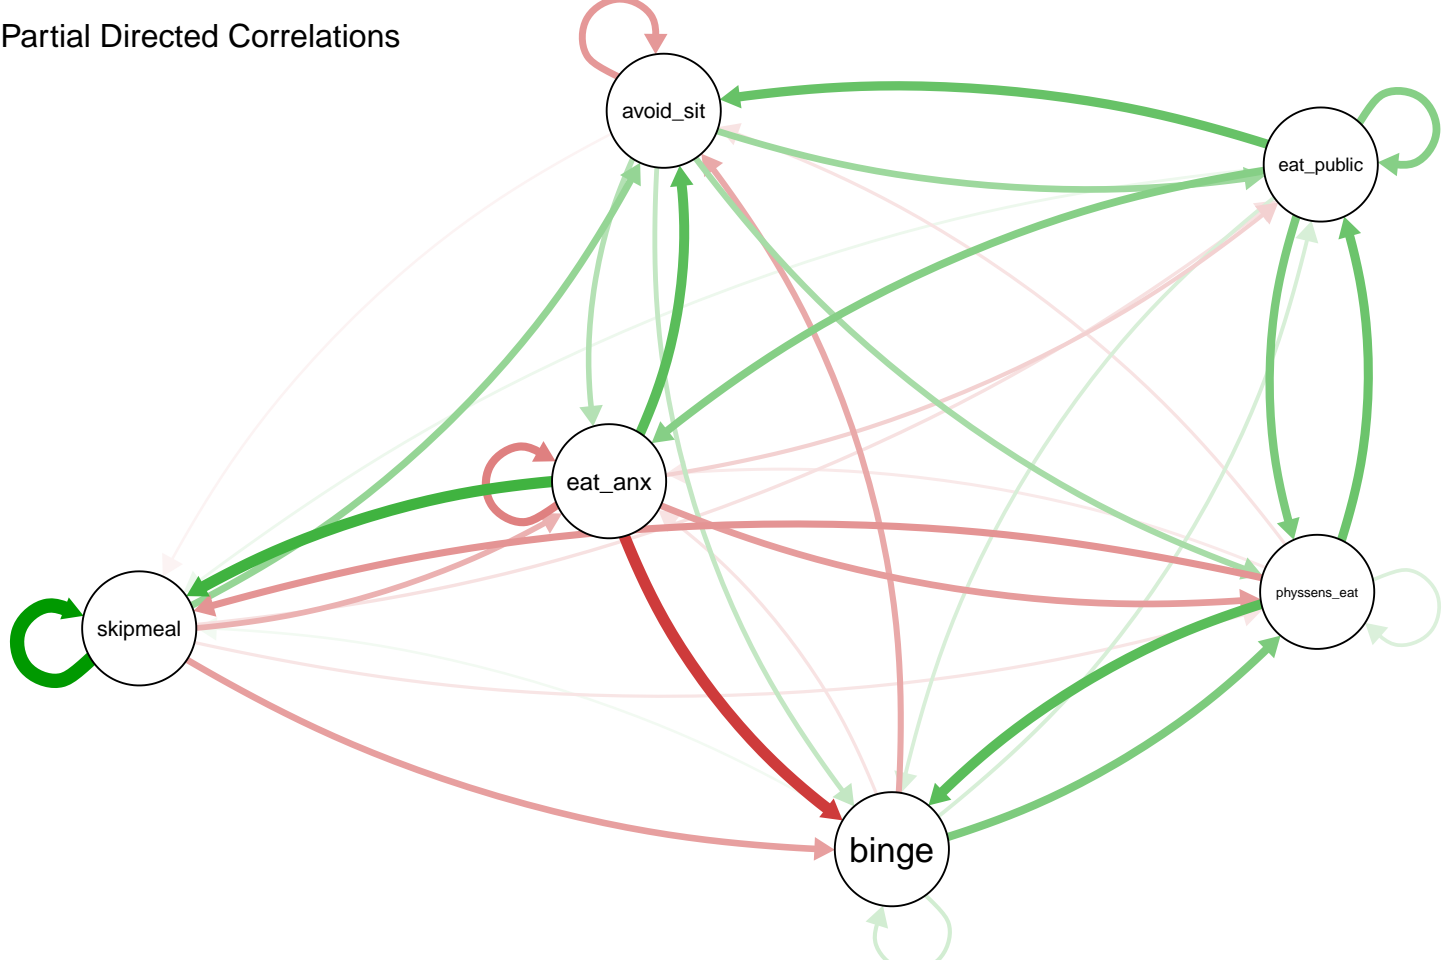 Partial Directed Correlations
avoid_sit
eat_public
eat_anx
physsens_eat
skipmeal
binge